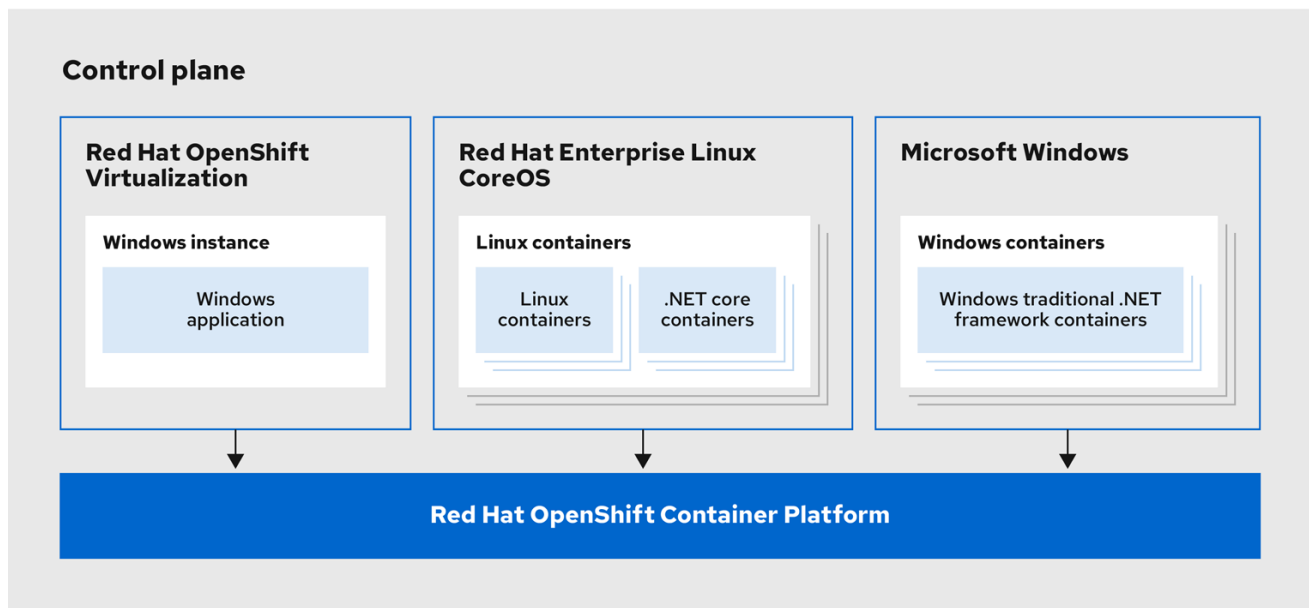 Control plane
Red Hat OpenShift
Virtualization
Windows instance
Windows
application
Red Hat Enterprise Linux
CoreOS
Linux containers
Linux
containers
.NET core
containers
Microsoft Windows
Windows containers
Windows traditional .NET
framework containers
Red Hat OpenShift Container Platform